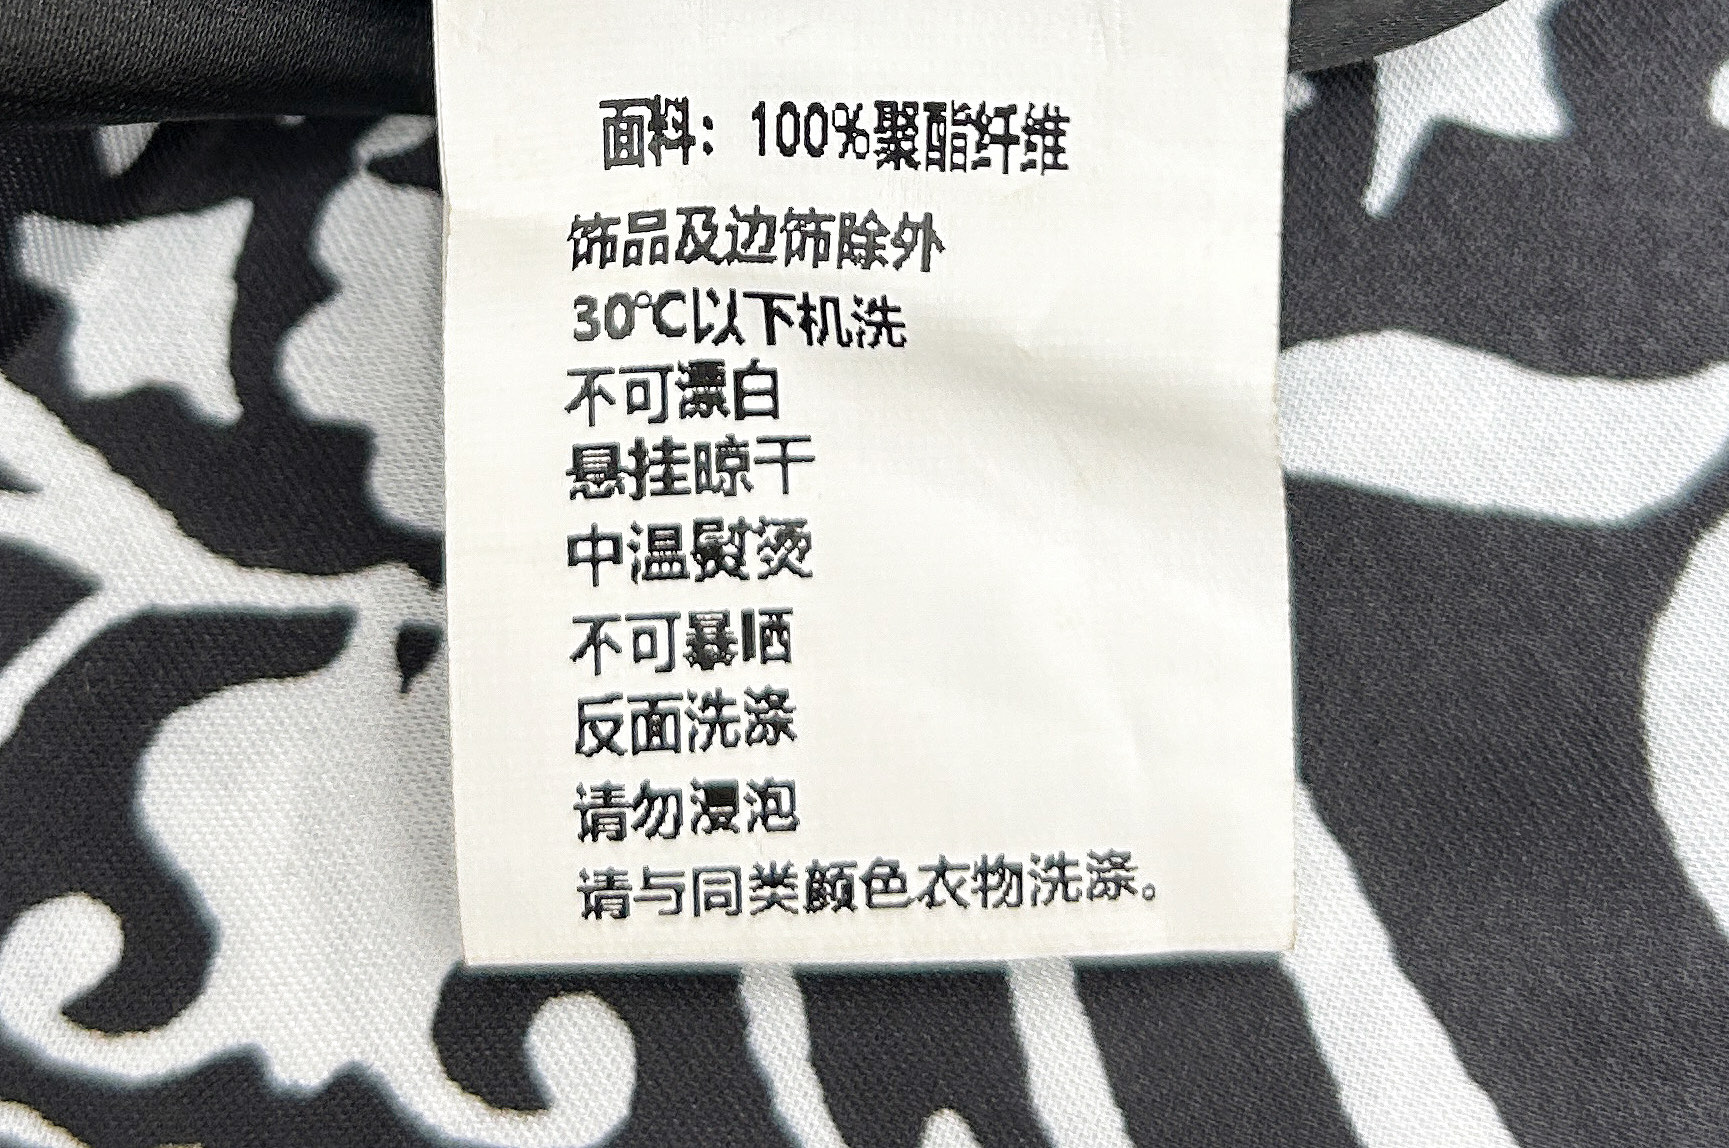 面料：100%聚酯纤维
饰品及边饰除外
30℃以下机洗
不可漂白
悬挂晾干
中温熨烫
不可暴晒
反面洗涤
请勿浸泡
请与同类颜色衣物洗涤。